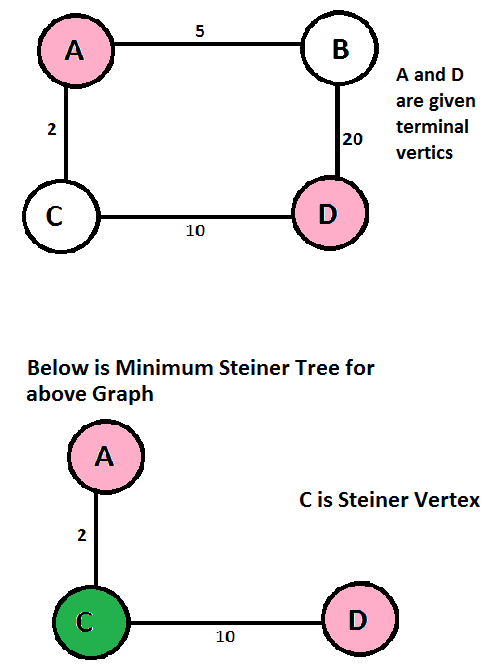 A
5
B
A and D
are given
terminal
vertics
2
20
C
D
10
Below is Minimum Steiner Tree for
above Graph
A
C is Steiner Vertex
2
C
D
10